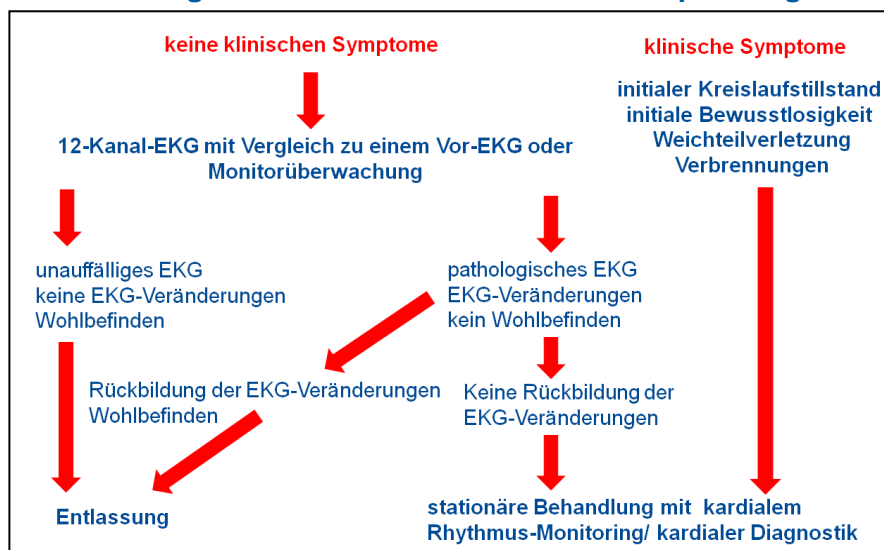 keine klinischen Symptome
klinische Symptome
initialer Kreislaufstillstand
initiale Bewusstlosigkeit
Weichteilverletzung
Verbrennungen
12-Kanal-EKG mit Vergleich zu einem Vor-EKG oder
Monitorüberwachung
unauffälliges EKG
keine EKG-Veränderungen
Wohlbefinden
pathologisches EKG
EKG-Veränderungen
kein Wohlbefinden
Rückbildung der EKG-Veränderungen
Wohlbefinden
Keine Rückbildung der
EKG-Veränderungen
Entlassung
stationäre Behandlung mit kardialem
Rhythmus-Monitoring/ kardialer Diagnostik